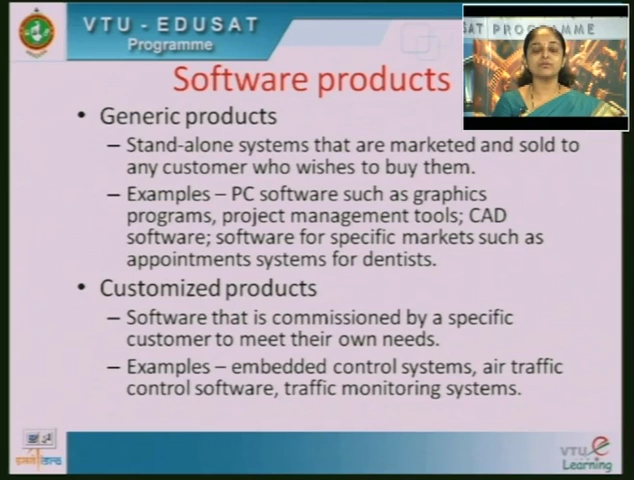 VTU - EDUSAT
Programme
SAT PROGRAMME
Software products
• Generic products
– Stand-alone systems that are marketed and sold to
any customer who wishes to buy them.
– Examples – PC software such as graphics
programs, project management tools; CAD
software; software for specific markets such as
appointments systems for dentists.
• Customized products
– Software that is commissioned by a specific
customer to meet their own needs.
– Examples – embedded control systems, air traffic
control software, traffic monitoring systems.
VTU e
Learning